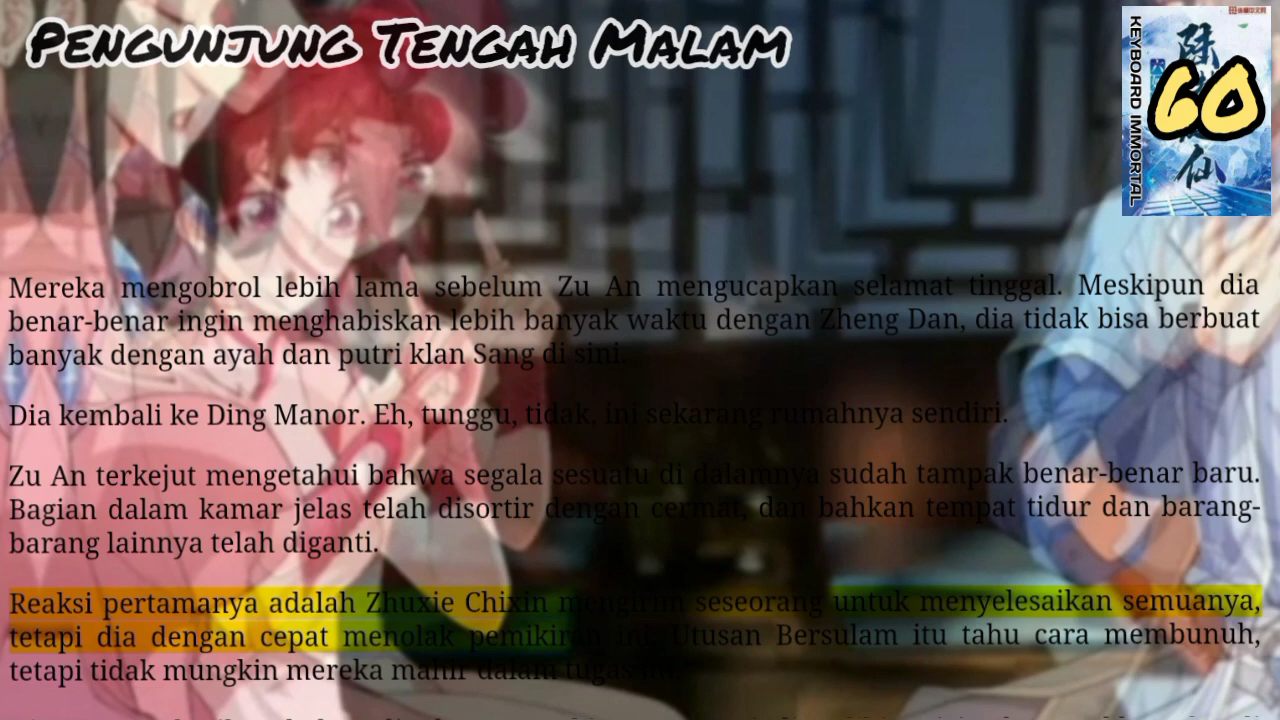 Pengunjung Tengah Malam
KEYBOARD IMMORTAL
60
仙
Mereka mengobrol lebih lama sebelum Zu An mengucapkan selamat tinggal. Meskipun dia
benar-benar ingin menghabiskan lebih banyak waktu dengan Zheng Dan, dia tidak bisa berbuat
banyak dengan ayah dan putri klan Sang di sini.
Dia kembali ke Ding Manor. Eh, tunggu, tidak, ini sekarang rumahnya sendiri.
Zu An terkejut mengetahui bahwa segala sesuatu di dalamnya sudah tampak benar-benar baru.
Bagian dalam kamar jelas telah disortir dengan cermat, dan bahkan tempat tidur dan barang-
barang lainnya telah diganti.
Reaksi pertamanya adalah Zhuxie Chixin mengirim seseorang untuk menyelesaikan semuanya,
tetapi dia dengan cepat menolak pemikiran ini. Utusan Bersulam itu tahu cara membunuh,
tetapi tidak mungkin mereka mahir dalam tugas ini.